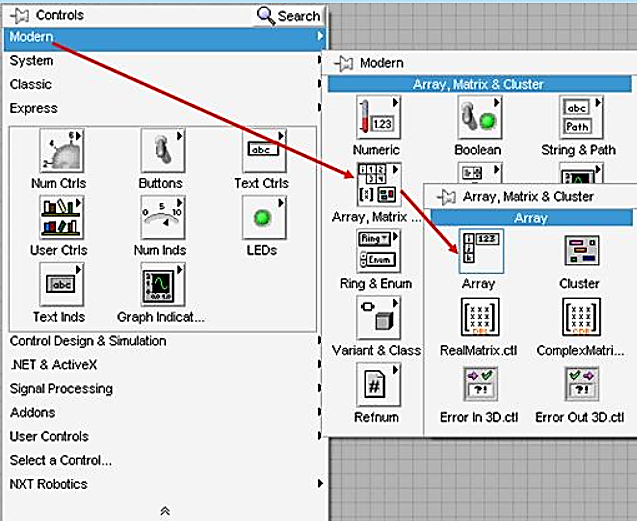 Controls
Search
Modern
System
Classic
Express
Num Ctrls
Buttons
Text Ctrls
User Ctrls
Num Inds
LEDs
Text Inds
Graph Indicat...
Control Design & Simulation
.NET & ActiveX
Signal Processing
Addons
User Controls
Select a Control...
NXT Robotics
Modern
Array, Matrix & Cluster
Numeric
Boolean
String & Path
Array, Matrix ...
Ring & Enum
Variant & Class
Refnum
Array, Matrix & Cluster
Array
Array
Cluster
RealMatrix.ctl
ComplexMatri...
Error In 3D.ctl
Error Out 3D.ctl